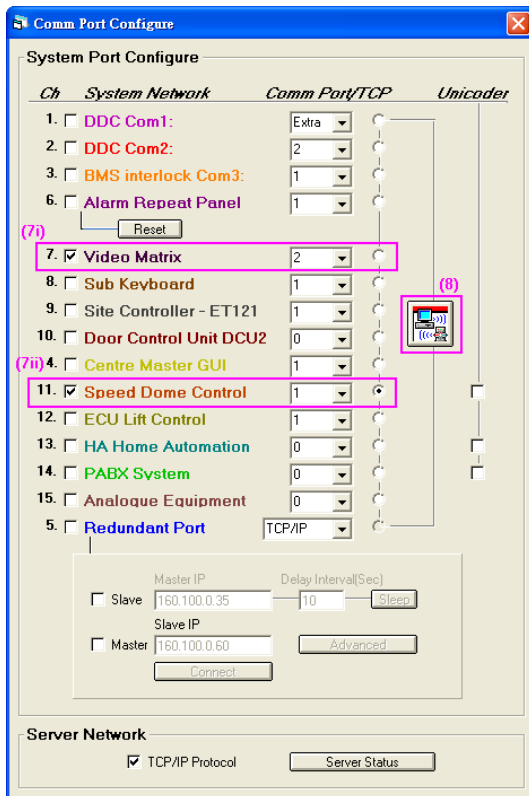 Comm Port Configure
System Port Configure
Ch System Network Comm Port/TCP Unicoder
1. DDC Com1: Extra
2. DDC Com2: 2
3. BMS interlock Com3: 1
6. Alarm Repeat Panel 1
Reset
(7i)
7. Video Matrix 2
(8)
8. Sub Keyboard 1
9. Site Controller - ET121 1
10. Door Control Unit DCU2 0
(7ii) 4. Centre Master GUI 1
11. Speed Dome Control 1
12. ECU Lift Control 1
13. HA Home Automation 0
14. PABX System 0
15. Analogue Equipment 0
5. Redundant Port TCP/IP
Master IP Delay Interval(Sec)
Slave 160.100.0.35 10 Sleep
Slave IP
Master 160.100.0.60 Advanced
Connect
Server Network
TCP/IP Protocol Server Status